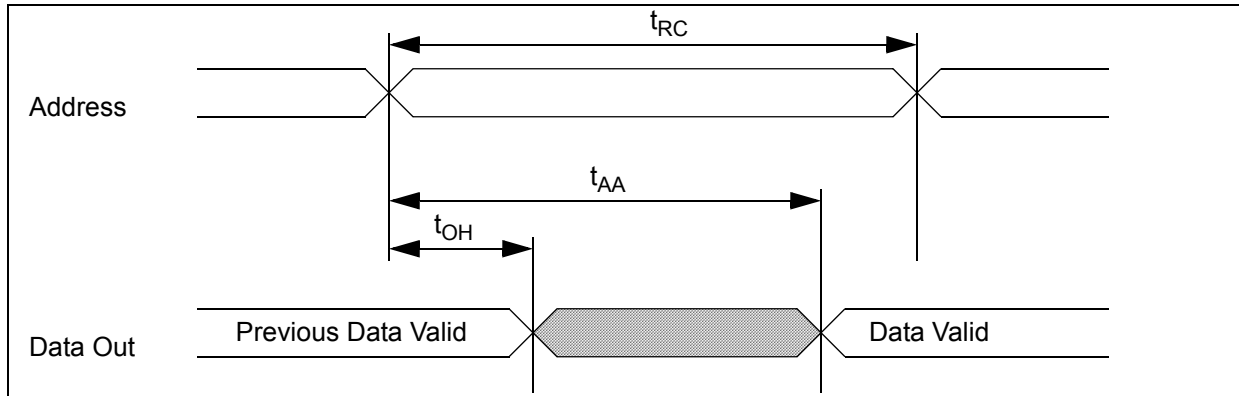 tRC
Address
tAA
tOH
Previous Data Valid
Data Valid
Data Out